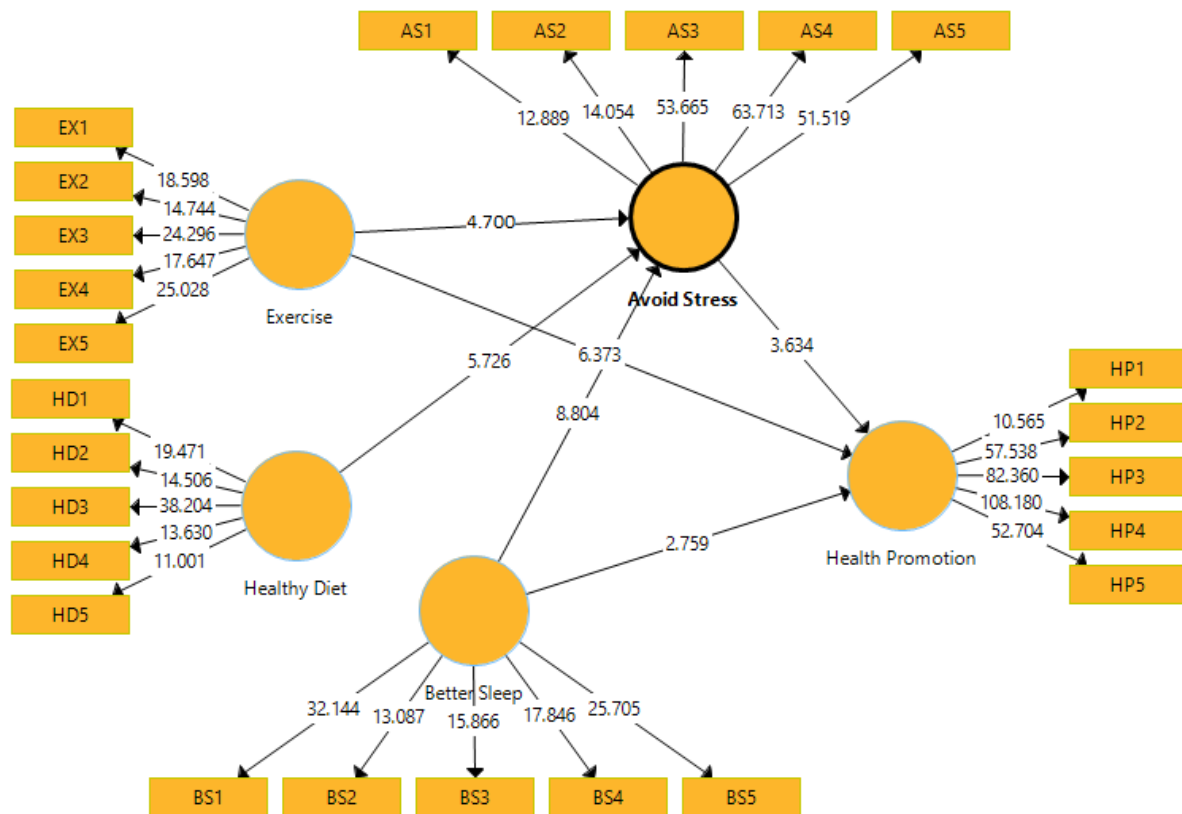 AS1 AS2 AS3 AS4 AS5
12.889 14.054 53.665 63.713 51.519
EX1
EX2
EX3
EX4
EX5
18.598
14.744
24.296
17.647
25.028
Exercise
4.700
Avoid Stress
5.726
6.373
8.804
3.634
2.759
HD1
HD2
HD3
HD4
HD5
19.471
14.506
38.204
13.630
11.001
Healthy Diet
HP1
HP2
HP3
HP4
HP5
10.565
57.538
82.360
108.180
52.704
Health Promotion
Better Sleep
32.144 13.087 15.866 17.846 25.705
BS1 BS2 BS3 BS4 BS5